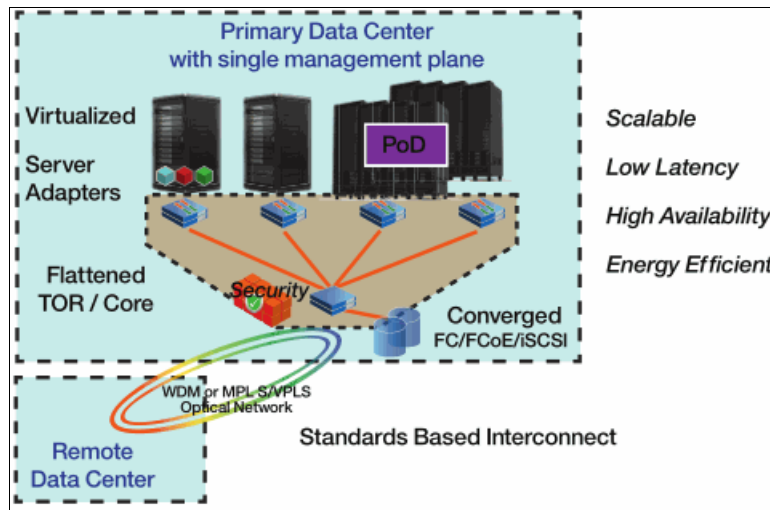 Primary Data Center
with single management plane
Virtualized
Server
Adapters
PoD
Scalable
Low Latency
High Availability
Energy Efficient
Flattened
TOR / Core
Security
Converged
FC/FCoE/iSCSI
WDM or MPL S/VPLS
Optical Network
Standards Based Interconnect
Remote
Data Center